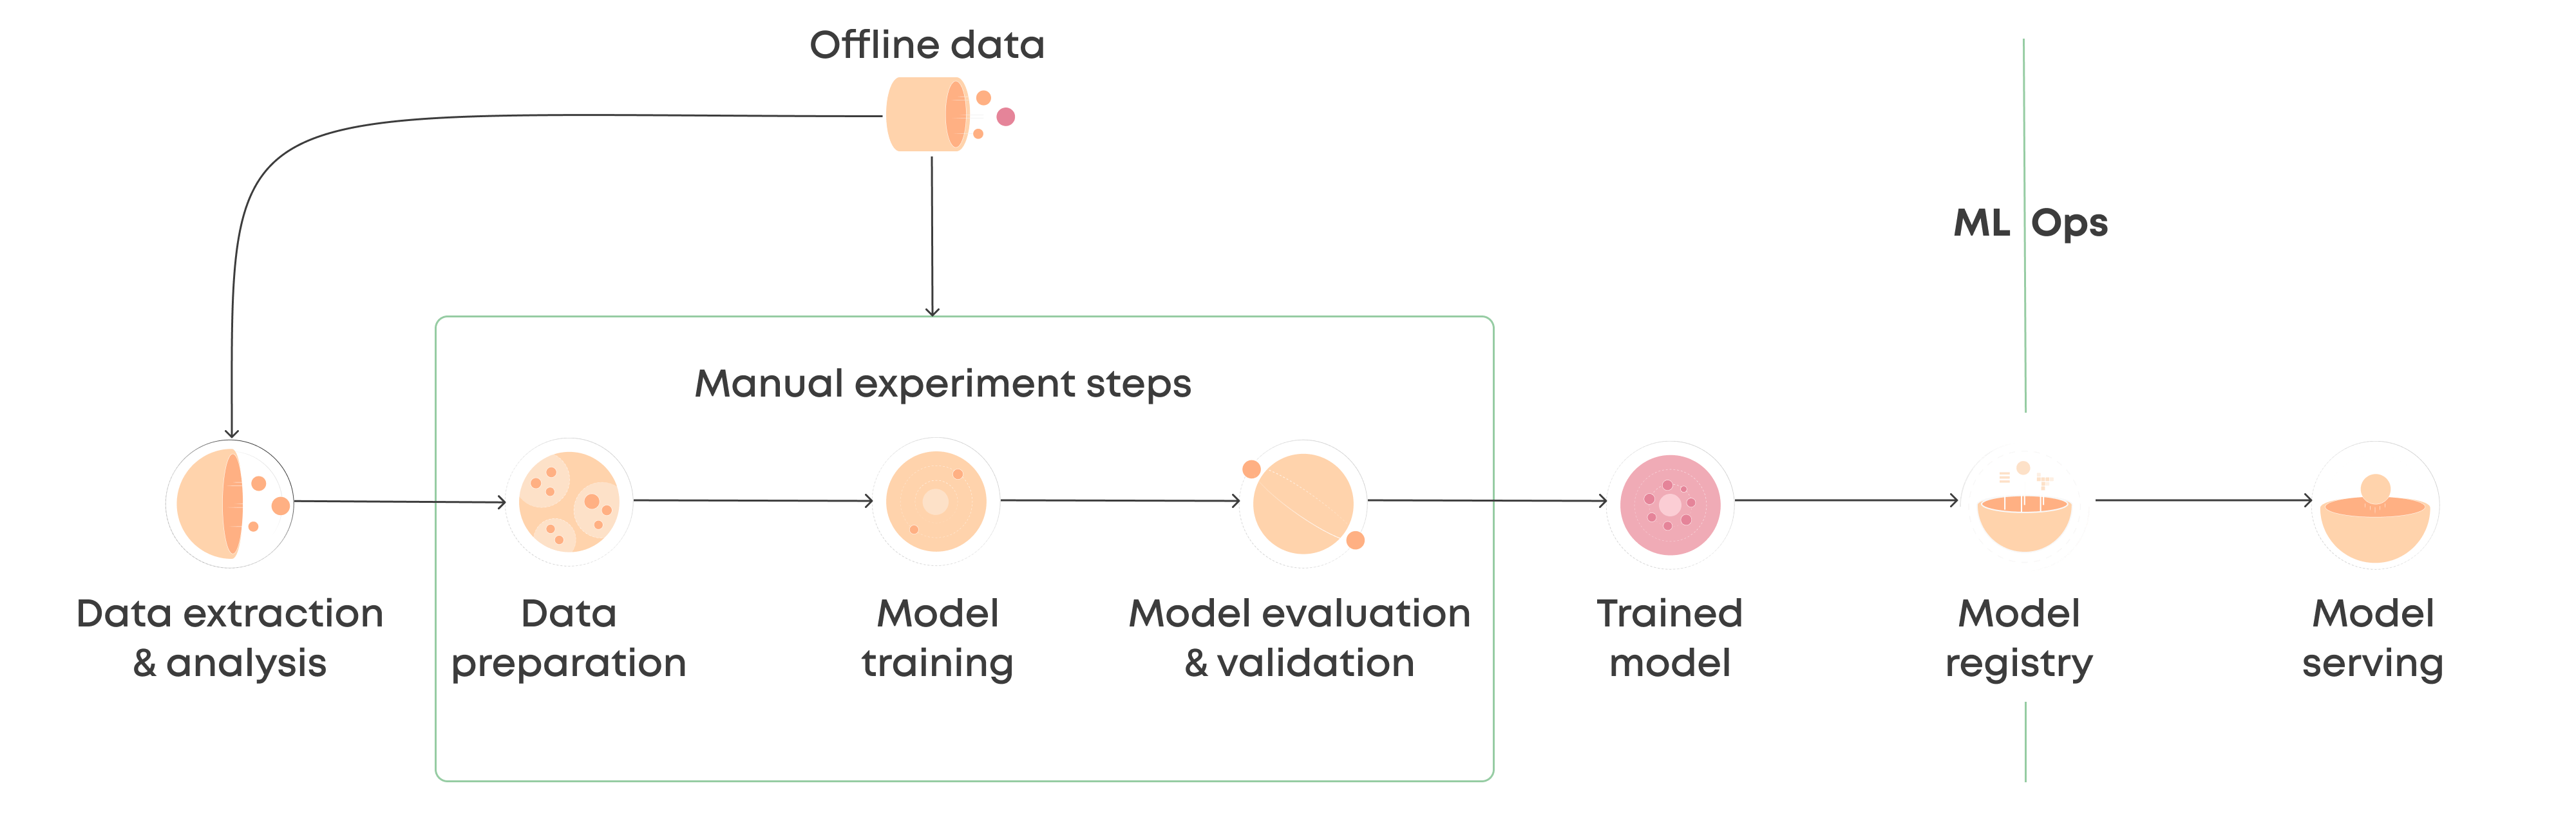 Offline data
ML Ops
Manual experiment steps
Data extraction
& analysis
Data
preparation
Model
training
Model evaluation
& validation
Trained
model
Model
registry
Model
serving